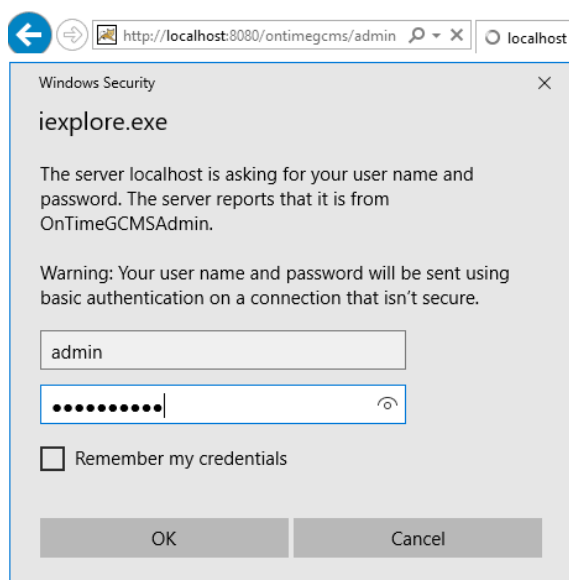 http://localhost:8080/ontimegcms/admin
localhost
Windows Security
iexplore.exe
The server localhost is asking for your user name and
password. The server reports that it is from
OnTimeGCMSAdmin.
Warning: Your user name and password will be sent using
basic authentication on a connection that isn't secure.
admin
••••••••••
Remember my credentials
OK
Cancel